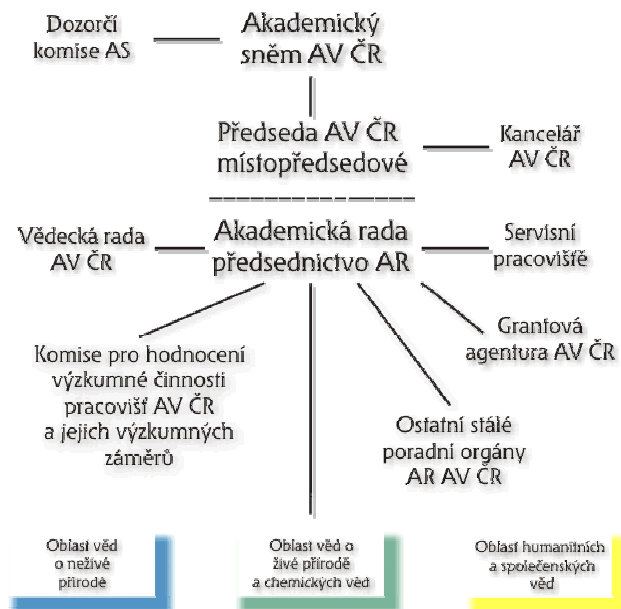 Dozorčí
komise AS
Akademický
sněm AV ČR
Předseda AV ČR
místopředsedové
Kancelář
AV ČR
Vědecká rada
AV ČR
Akademická rada
předsednictvo AR
Servisní
pracoviště
Grantová
agentura AV ČR
Komise pro hodnocení
výzkumné činnosti
pracovišť AV ČR
a jejich výzkumných
záměrů
Ostatní stálé
poradní orgány
AR AV ČR
Oblast věd
o neživé
přírodě
Oblast věd o
živé přírodě
a chemických věd
Oblast humanitních
a společenských
věd